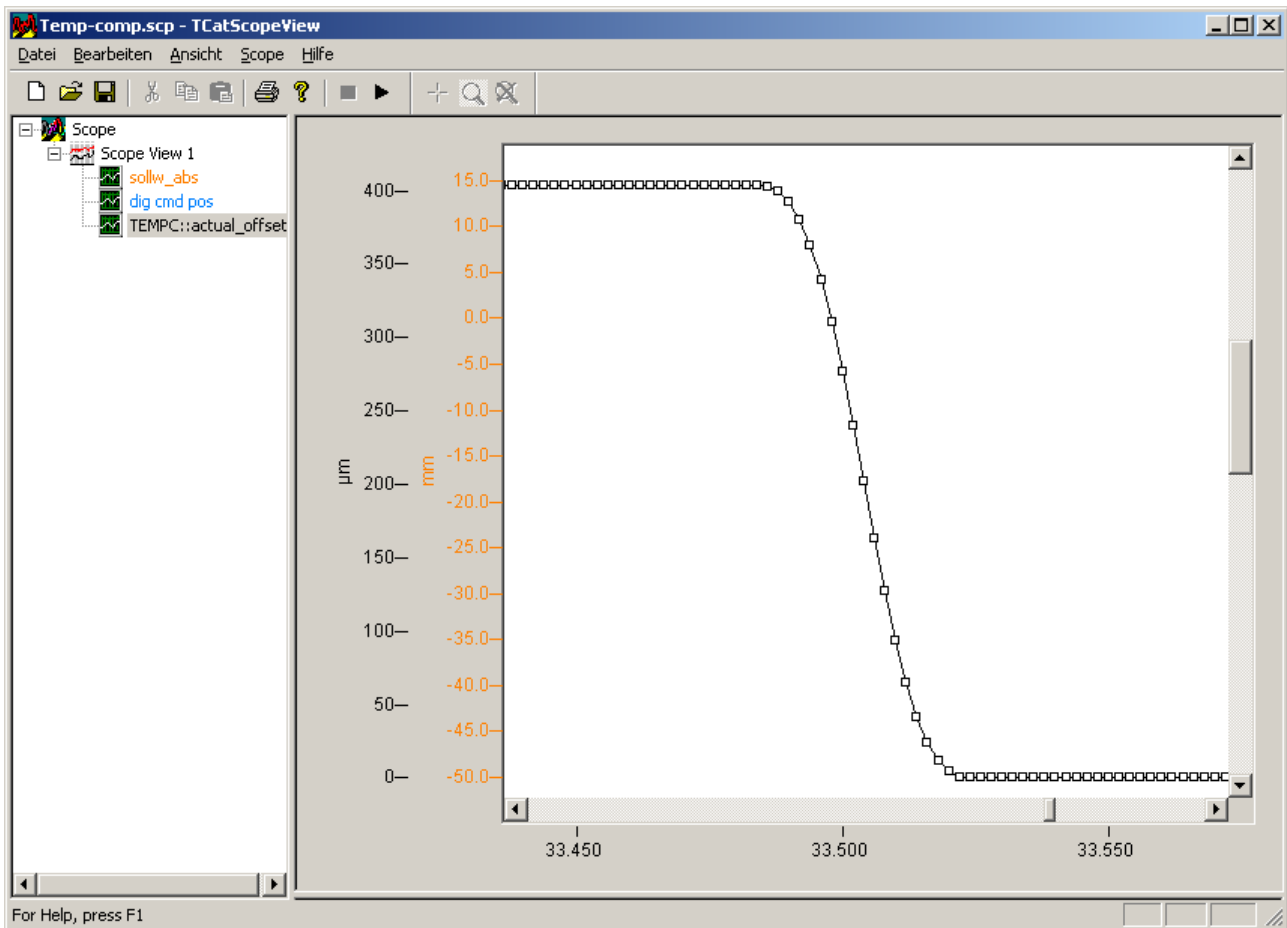 Temp-comp.scp - TCatScopeView
Datei Bearbeiten Ansicht Scope Hilfe
Scope
Scope View 1
sollw_abs
dig cmd pos
TEMPC::actual_offset
400
350
300
250
200
150
100
50
0
µm
15.0
10.0
5.0
0.0
-5.0
-10.0
-15.0
-20.0
-25.0
-30.0
-35.0
-40.0
-45.0
-50.0
mm
33.450 33.500 33.550
For Help, press F1